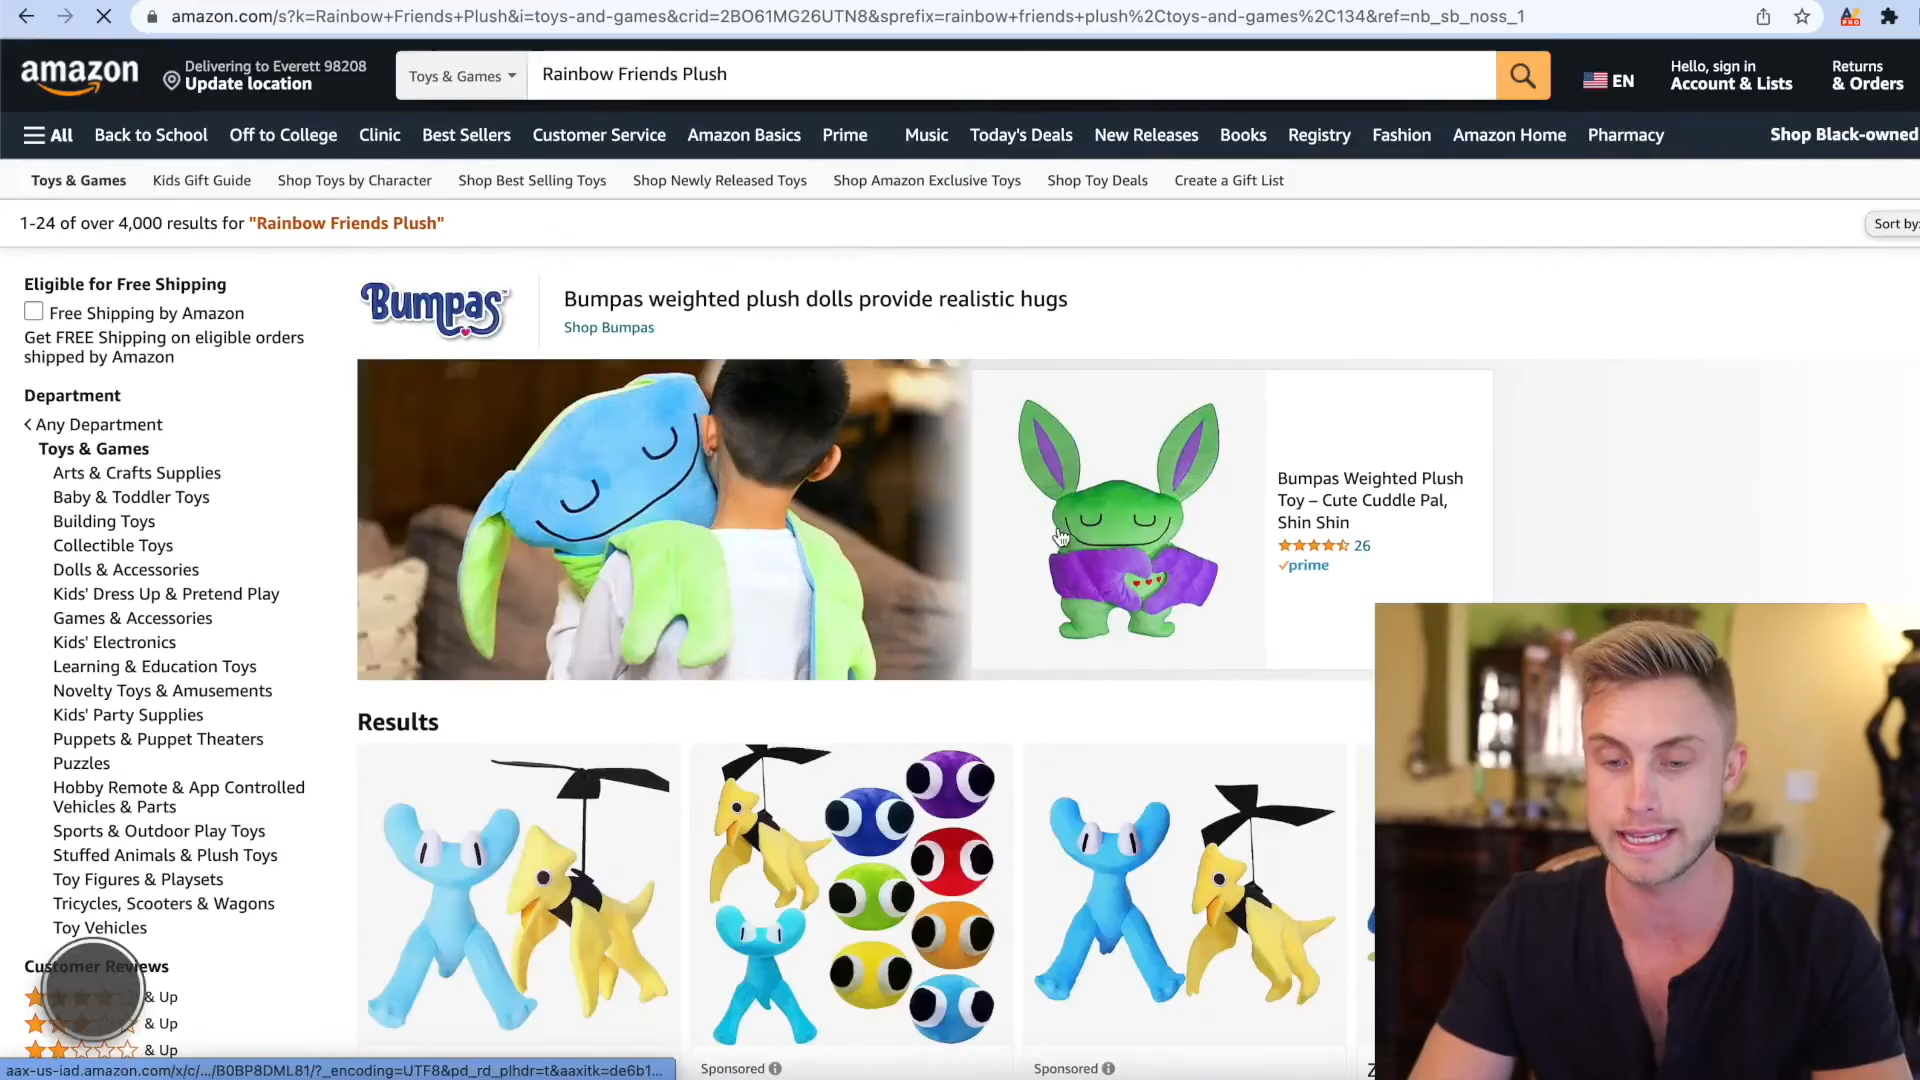 amazon.com/s?k=Rainbow+Friends+Plush&i=toys-and-games&crid=2BO61MG26UTN8&sprefix=rainbow+friends+plush%2Ctoys-and-games%2C134&ref=nb_sb_noss_1
amazon
Delivering to Everett 98208
Update location
Toys & Games
Rainbow Friends Plush
EN
Hello, sign in
Account & Lists
Returns
& Orders
All
Back to School
Off to College
Clinic
Best Sellers
Customer Service
Amazon Basics
Prime
Music
Today's Deals
New Releases
Books
Registry
Fashion
Amazon Home
Pharmacy
Shop Black-owned
Toys & Games
Kids Gift Guide
Shop Toys by Character
Shop Best Selling Toys
Shop Newly Released Toys
Shop Amazon Exclusive Toys
Shop Toy Deals
Create a Gift List
1-24 of over 4,000 results for "Rainbow Friends Plush"
Sort by:
Eligible for Free Shipping
Free Shipping by Amazon
Get FREE Shipping on eligible orders
shipped by Amazon
Department
Any Department
Toys & Games
Arts & Crafts Supplies
Baby & Toddler Toys
Building Toys
Collectible Toys
Dolls & Accessories
Kids' Dress Up & Pretend Play
Games & Accessories
Kids' Electronics
Learning & Education Toys
Novelty Toys & Amusements
Kids' Party Supplies
Puppets & Puppet Theaters
Puzzles
Hobby Remote & App Controlled
Vehicles & Parts
Sports & Outdoor Play Toys
Stuffed Animals & Plush Toys
Toy Figures & Playsets
Tricycles, Scooters & Wagons
Toy Vehicles
Customer Reviews
& Up
& Up
& Up
Bumpas™
Bumpas weighted plush dolls provide realistic hugs
Shop Bumpas
Bumpas Weighted Plush
Toy – Cute Cuddle Pal,
Shin Shin
26
prime
Results
Sponsored
Sponsored
aax-us-iad.amazon.com/x/c/.../B0BP8DML81/?_encoding=UTF8&pd_rd_plhdr=t&aaxitk=de6b1...